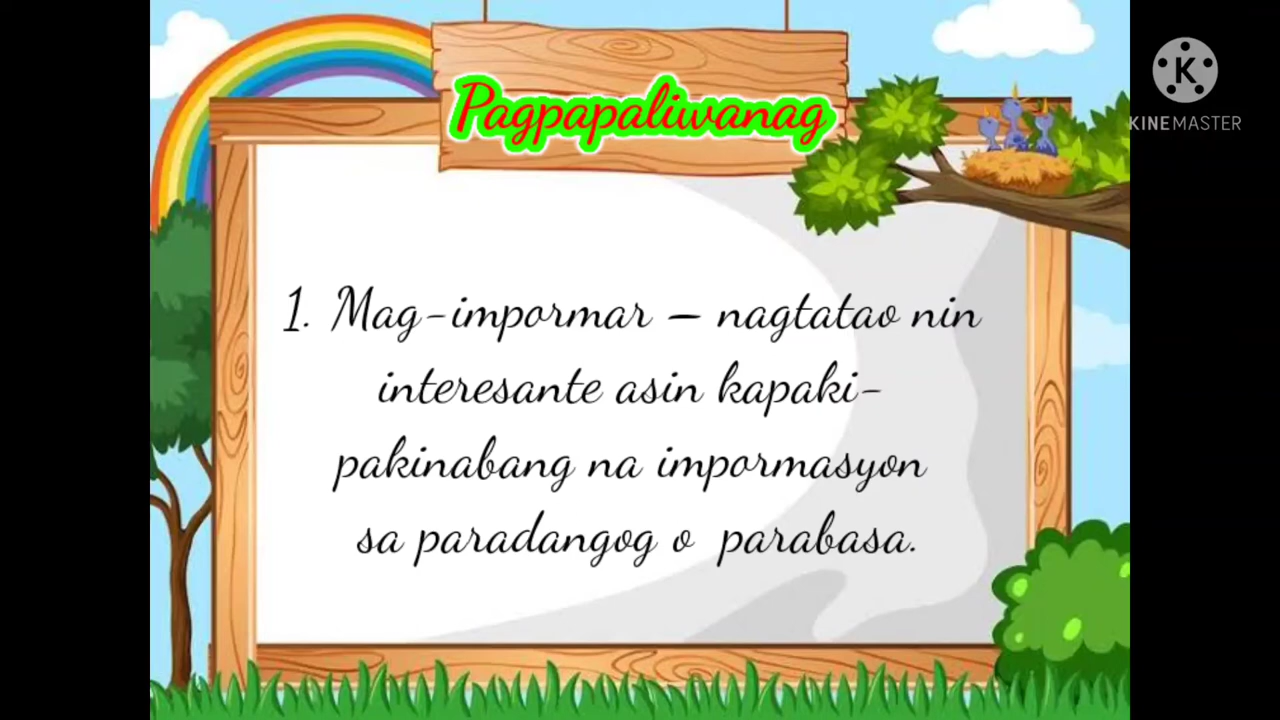 Pagpapaliwanag
K
KINEMASTER
1. Mag-impormar – nagtatao nin
interesante asin kapaki-
pakinabang na impormasyon
sa paradangog o parabasa.